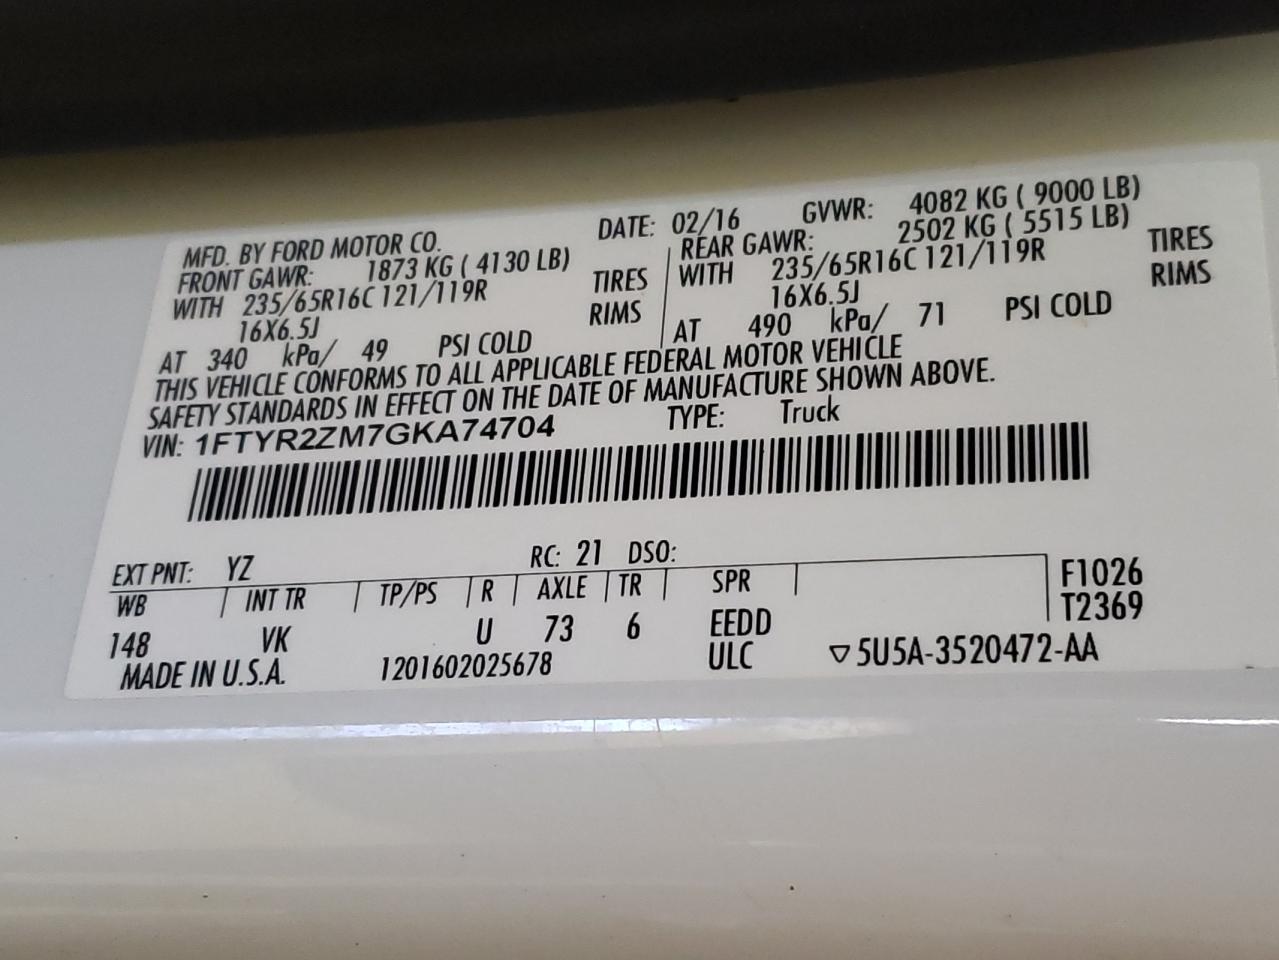 MFD. BY FORD MOTOR CO. DATE: 02/16 GVWR: 4082 KG ( 9000 LB)
FRONT GAWR: 1873 KG ( 4130 LB) REAR GAWR: 2502 KG ( 5515 LB)
WITH 235/65R16C 121/119R TIRES WITH 235/65R16C 121/119R TIRES
16X6.5J RIMS 16X6.5J RIMS
AT 340 kPa/ 49 PSI COLD AT 490 kPa/ 71 PSI COLD
THIS VEHICLE CONFORMS TO ALL APPLICABLE FEDERAL MOTOR VEHICLE
SAFETY STANDARDS IN EFFECT ON THE DATE OF MANUFACTURE SHOWN ABOVE.
VIN: 1FTYR2ZM7GKA74704 TYPE: Truck
EXT PNT: YZ RC: 21 DSO:
WB INT TR TP/PS R AXLE TR SPR F1026
148 VK U 73 6 EEDD T2369
MADE IN U.S.A. 1201602025678 ULC ▽5U5A-3520472-AA